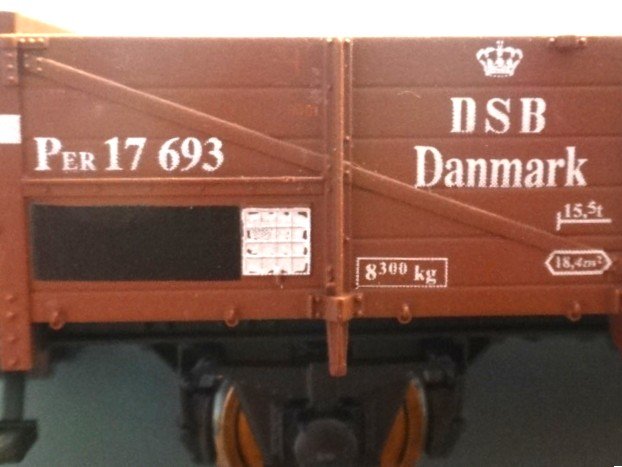 PER 17 693
DSB
Danmark
15,5t
18,4m²
8³⁰⁰ kg